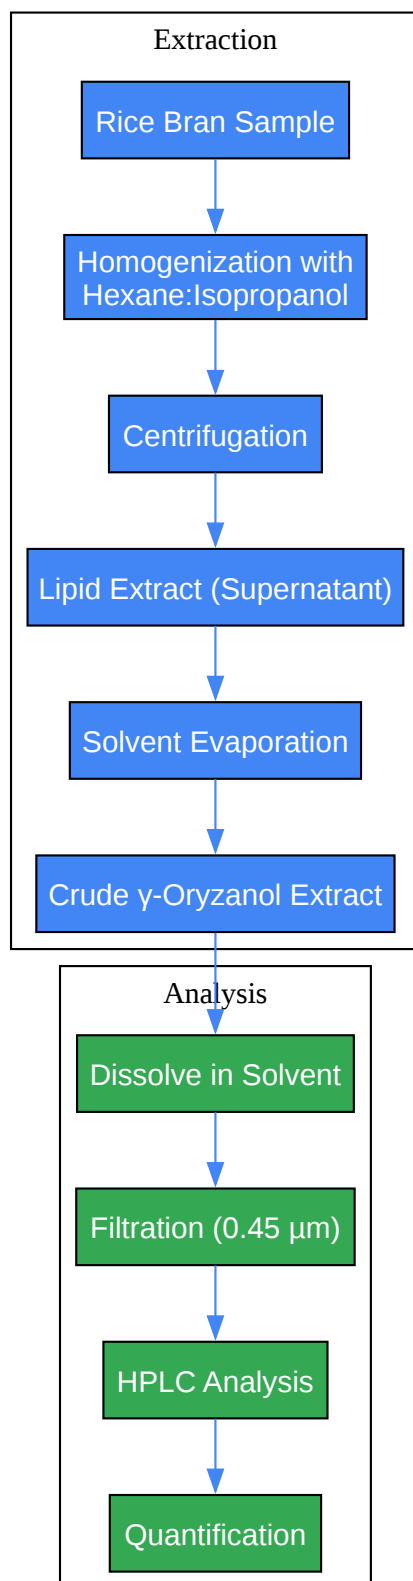 Extraction
Rice Bran Sample
Homogenization with
Hexane:Isopropanol
Centrifugation
Lipid Extract (Supernatant)
Solvent Evaporation
Crude γ-Oryzanol Extract
Analysis
Dissolve in Solvent
Filtration (0.45 µm)
HPLC Analysis
Quantification